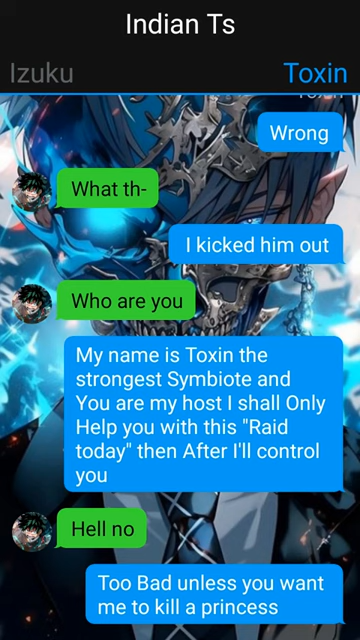 Indian Ts
Izuku
Toxin
Toxin
Wrong
What th-
I kicked him out
Who are you
My name is Toxin the
strongest Symbiote and
You are my host I shall Only
Help you with this "Raid
today" then After I'll control
you
Hell no
Too Bad unless you want
me to kill a princess